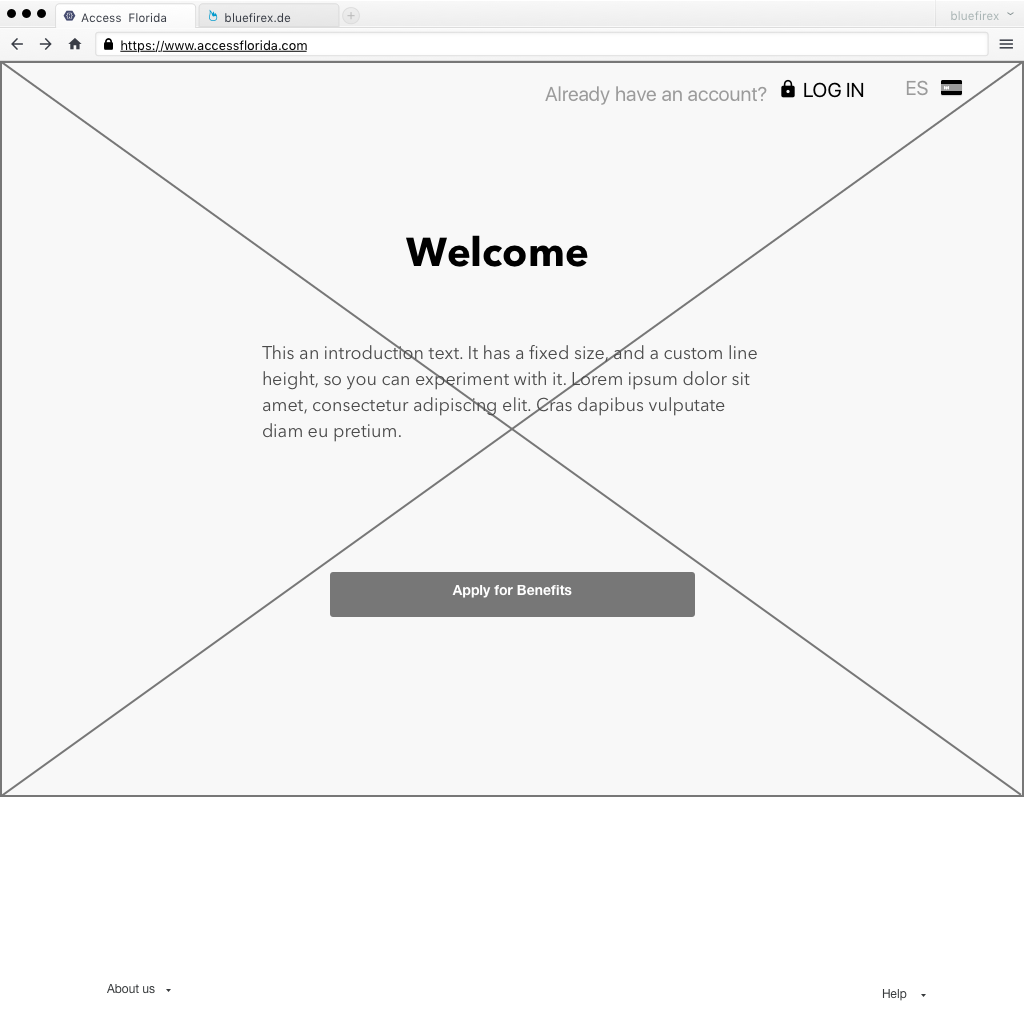 Access Florida
bluefirex.de
bluefirex
https://www.accessflorida.com
Already have an account? LOG IN ES
Welcome
This an introduction text. It has a fixed size, and a custom line
height, so you can experiment with it. Lorem ipsum dolor sit
amet, consectetur adipiscing elit. Cras dapibus vulputate
diam eu pretium.
Apply for Benefits
About us
Help